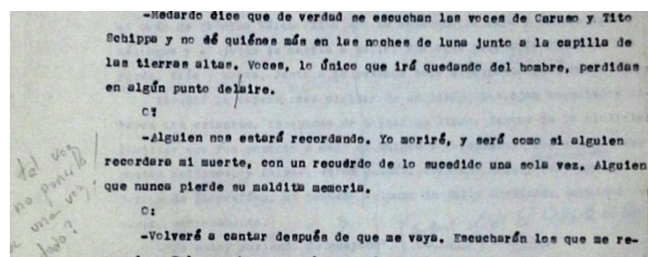 -Medardo dice que de verdad se escuchan las voces de Caruso y Tito
Schippa y no sé quiénes más en las noches de luna junto a la capilla de
las tierras altas. Voces, lo único que irá quedando del hombre, perdidas
en algún punto del aire.
C:
-Alguien nos estará recordando. Yo moriré, y será como si alguien
recordara mi muerte, con un recuerdo de lo sucedido una sola vez. Alguien
que nunca pierde su maldita memoria.
C:
-Volveré a cantar después de que me vaya. Escucharán los que me re-
tal vez
no ponerlo
de una vez,
todo?